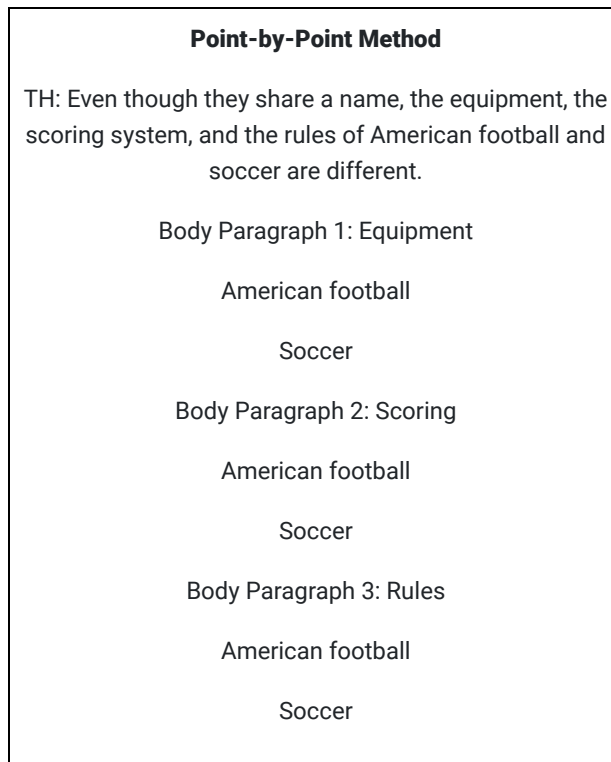 Point-by-Point Method
TH: Even though they share a name, the equipment, the
scoring system, and the rules of American football and
soccer are different.
Body Paragraph 1: Equipment
American football
Soccer
Body Paragraph 2: Scoring
American football
Soccer
Body Paragraph 3: Rules
American football
Soccer